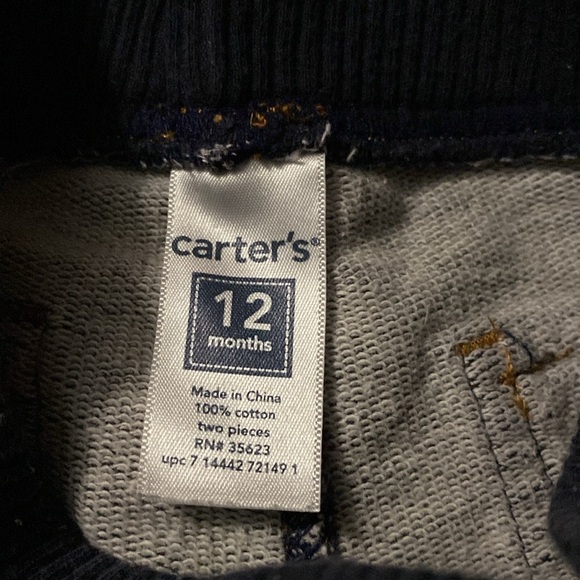 carter's®
12
months
Made in China
100% cotton
two pieces
RN# 35623
upc 7 14442 72149 1